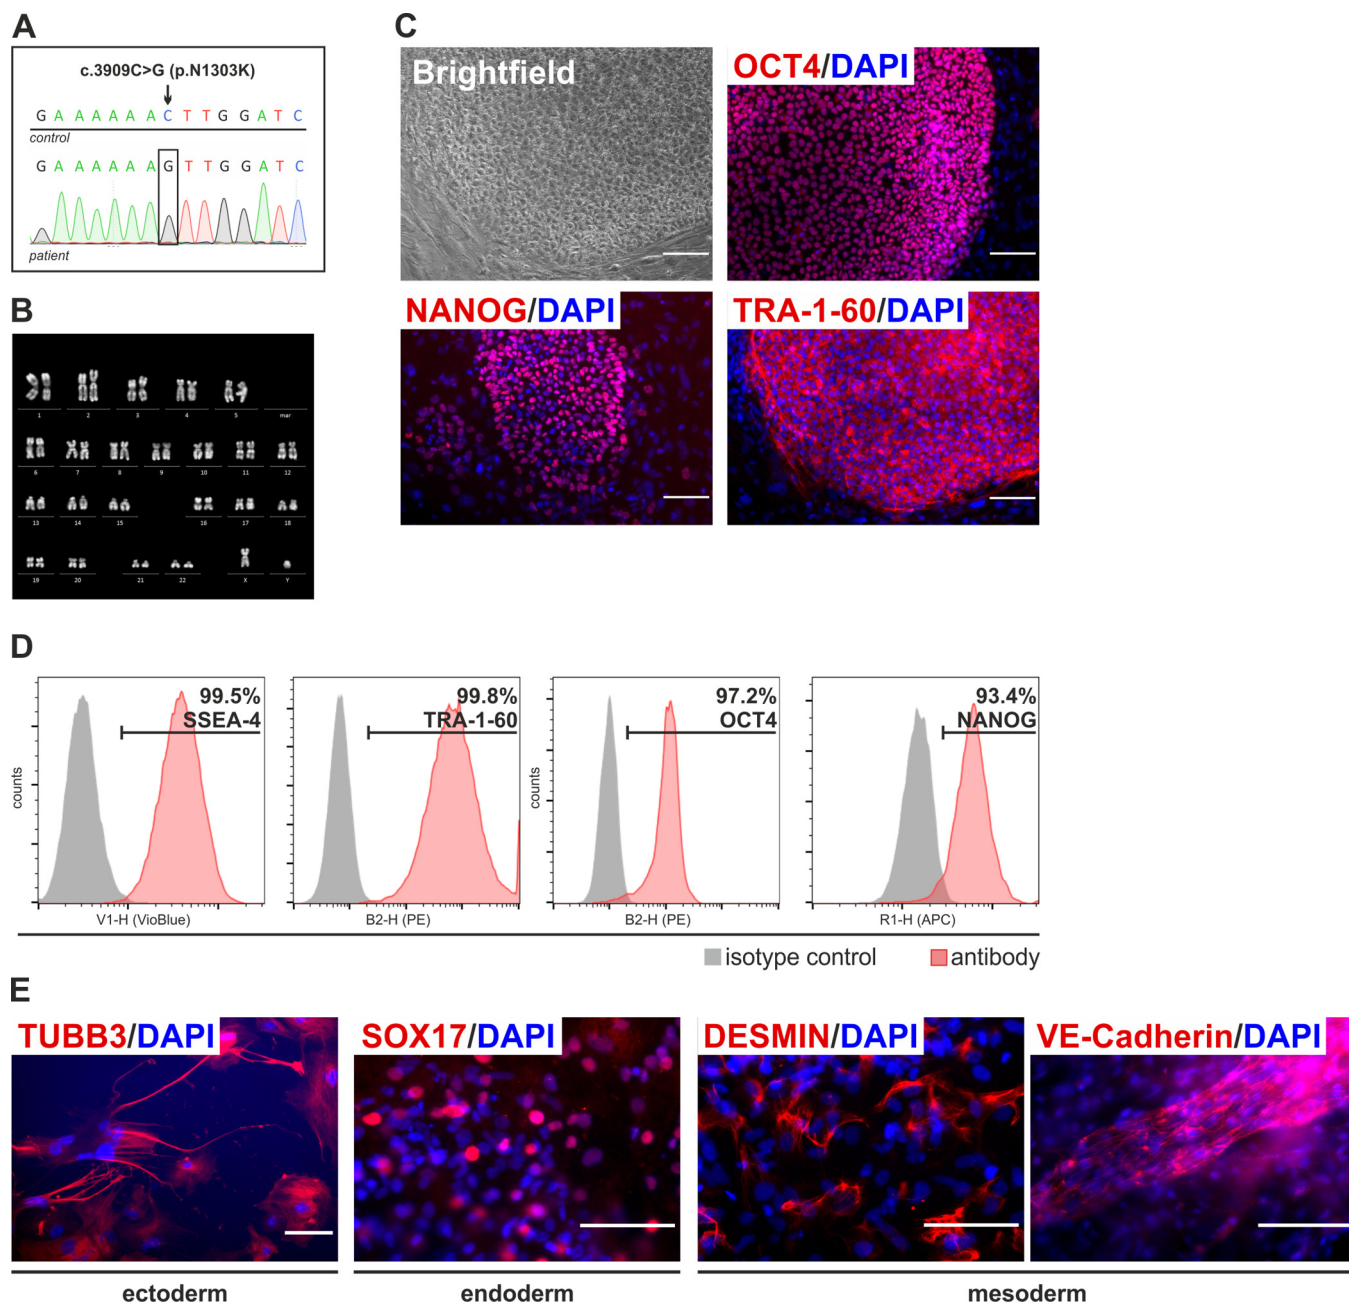 A
c.3909C>G (p.N1303K)
G A A A A A A C T T G G A T C
control
G A A A A A A G T T G G A T C
patient
B
1 2 3 4 5 mar
6 7 8 9 10 11 12
13 14 15 16 17 18
19 20 21 22 X Y
C
Brightfield
OCT4/DAPI
NANOG/DAPI
TRA-1-60/DAPI
D
counts
99.5%
SSEA-4
V1-H (VioBlue)
99.8%
TRA-1-60
B2-H (PE)
counts
97.2%
OCT4
B2-H (PE)
93.4%
NANOG
R1-H (APC)
isotype control
antibody
E
TUBB3/DAPI
SOX17/DAPI
DESMIN/DAPI
VE-Cadherin/DAPI
ectoderm
endoderm
mesoderm